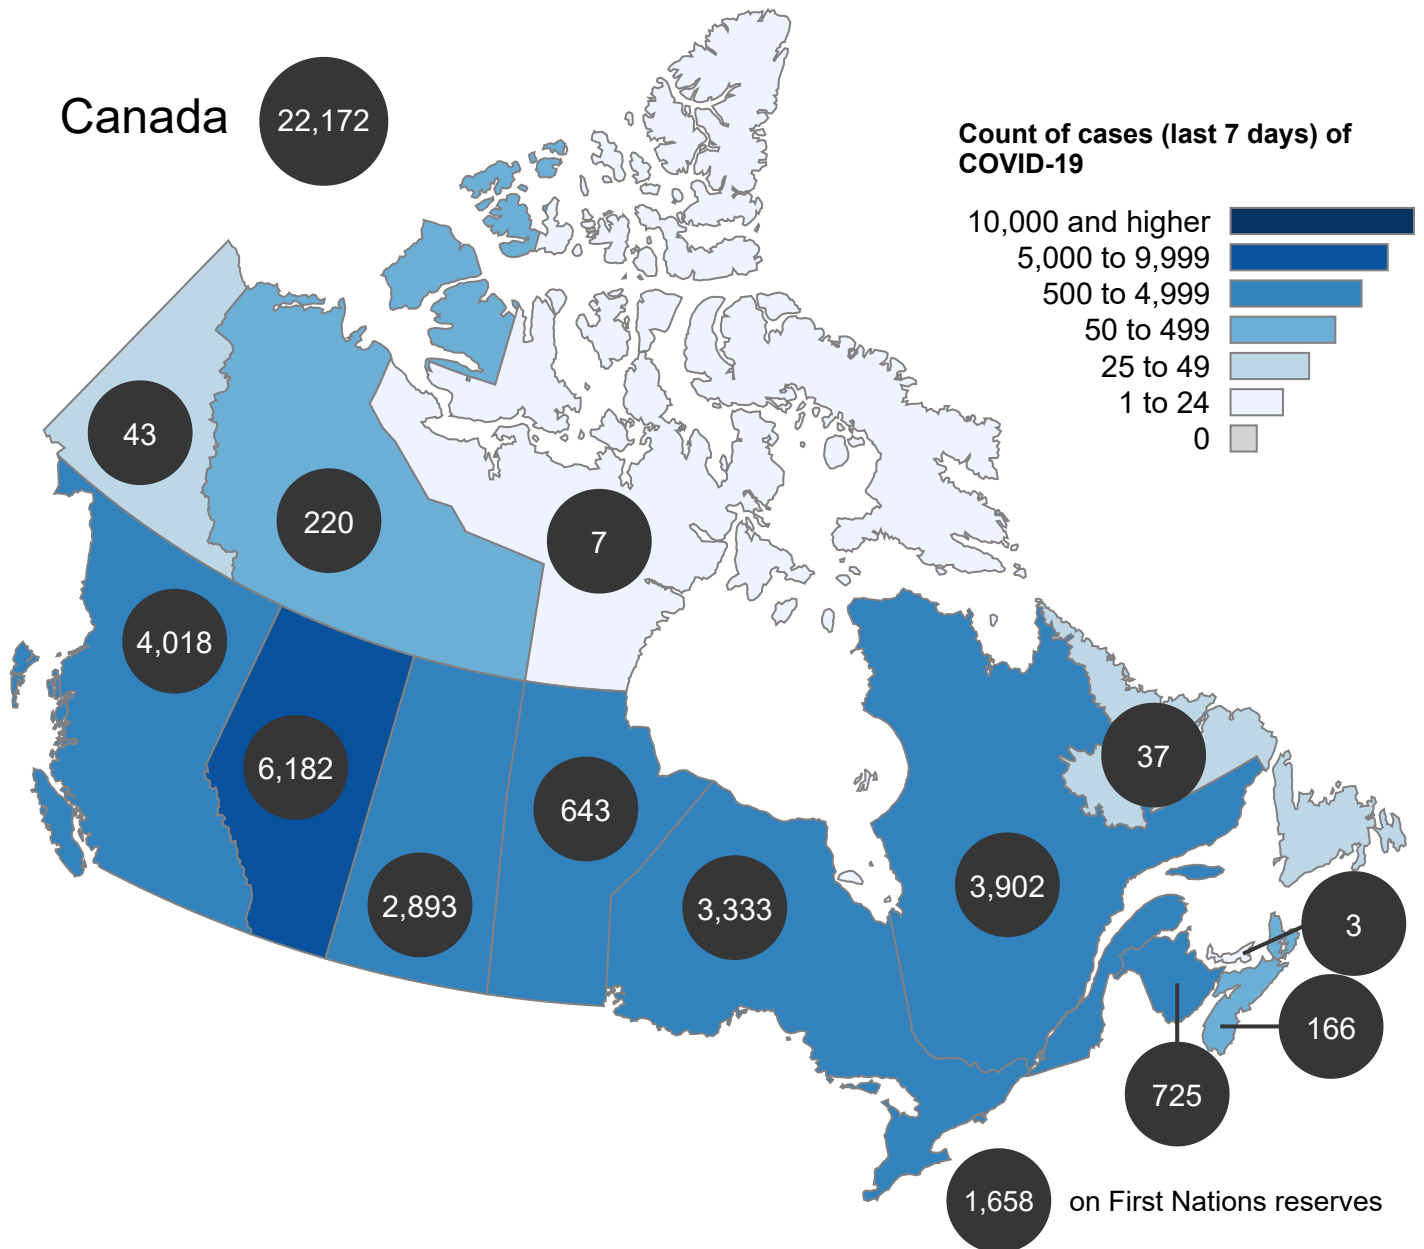 Canada 22,172
Count of cases (last 7 days) of
COVID-19
10,000 and higher
5,000 to 9,999
500 to 4,999
50 to 499
25 to 49
1 to 24
0
43
220
7
4,018
6,182
643
37
2,893
3,333
3,902
3
166
725
1,658 on First Nations reserves